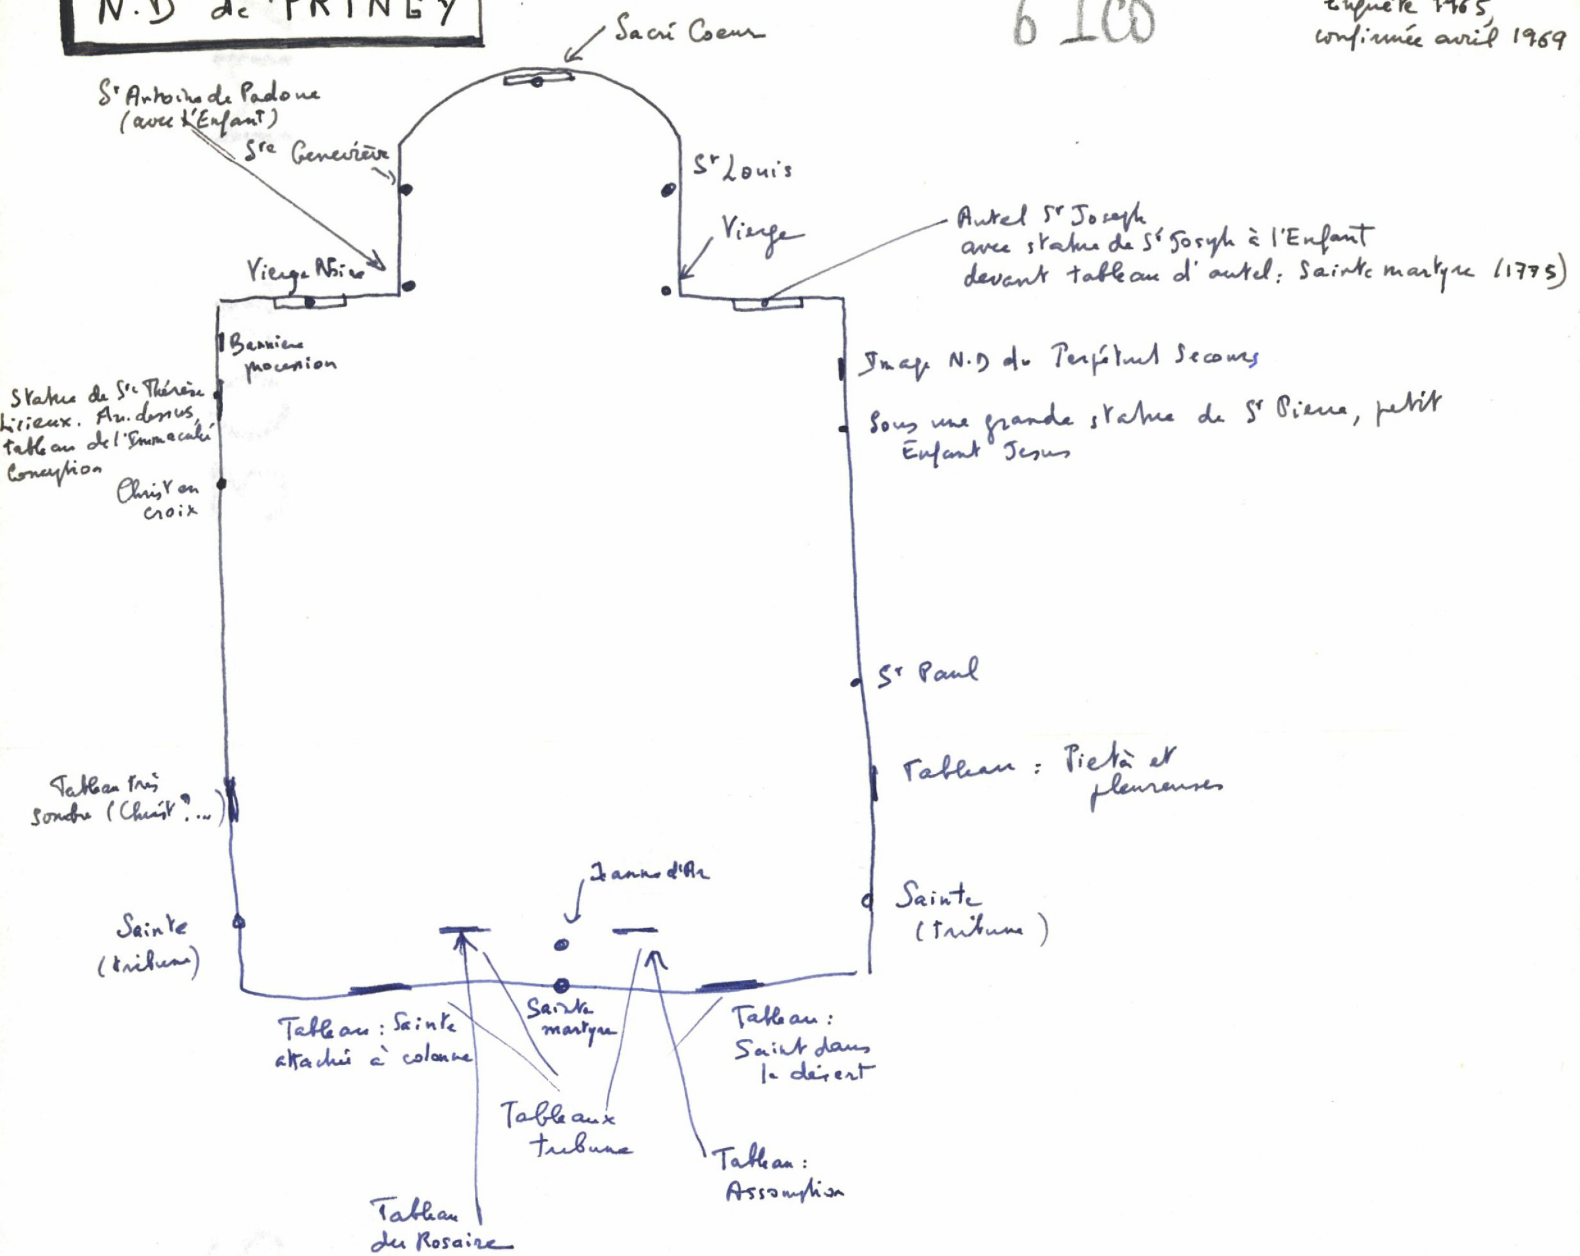 N.D de PRINGY
6 ICO
Enquête 1965,
confirmée avril 1969
Sacré Coeur
St Antoine de Padoue
(avec l'Enfant)
Ste Geneviève
St Louis
Vierge
Vierge Noire
Autel St Joseph
avec statue de St Joseph à l'Enfant
devant tableau d'autel : Sainte martyre (1775)
Bannière
procession
Image N.D du Perpétuel Secours
Statue de Ste Thérèse
Lisieux. Au.dessus,
tableau de l'Immaculé
Conception
Sous une grande statue de St Pierre, petit
Enfant Jesus
Christ en
croix
St Paul
Tableau très
sombre (Christ ?...)
Tableau : Pietà et
pleureuses
Jeanne d'Arc
Sainte
(tribune)
Sainte
(tribune)
Tableau : Sainte
attachée à colonne
Sainte
martyre
Tableau :
Saint dans
le désert
Tableaux
tribune
Tableau :
Assomption
Tableau
du Rosaire